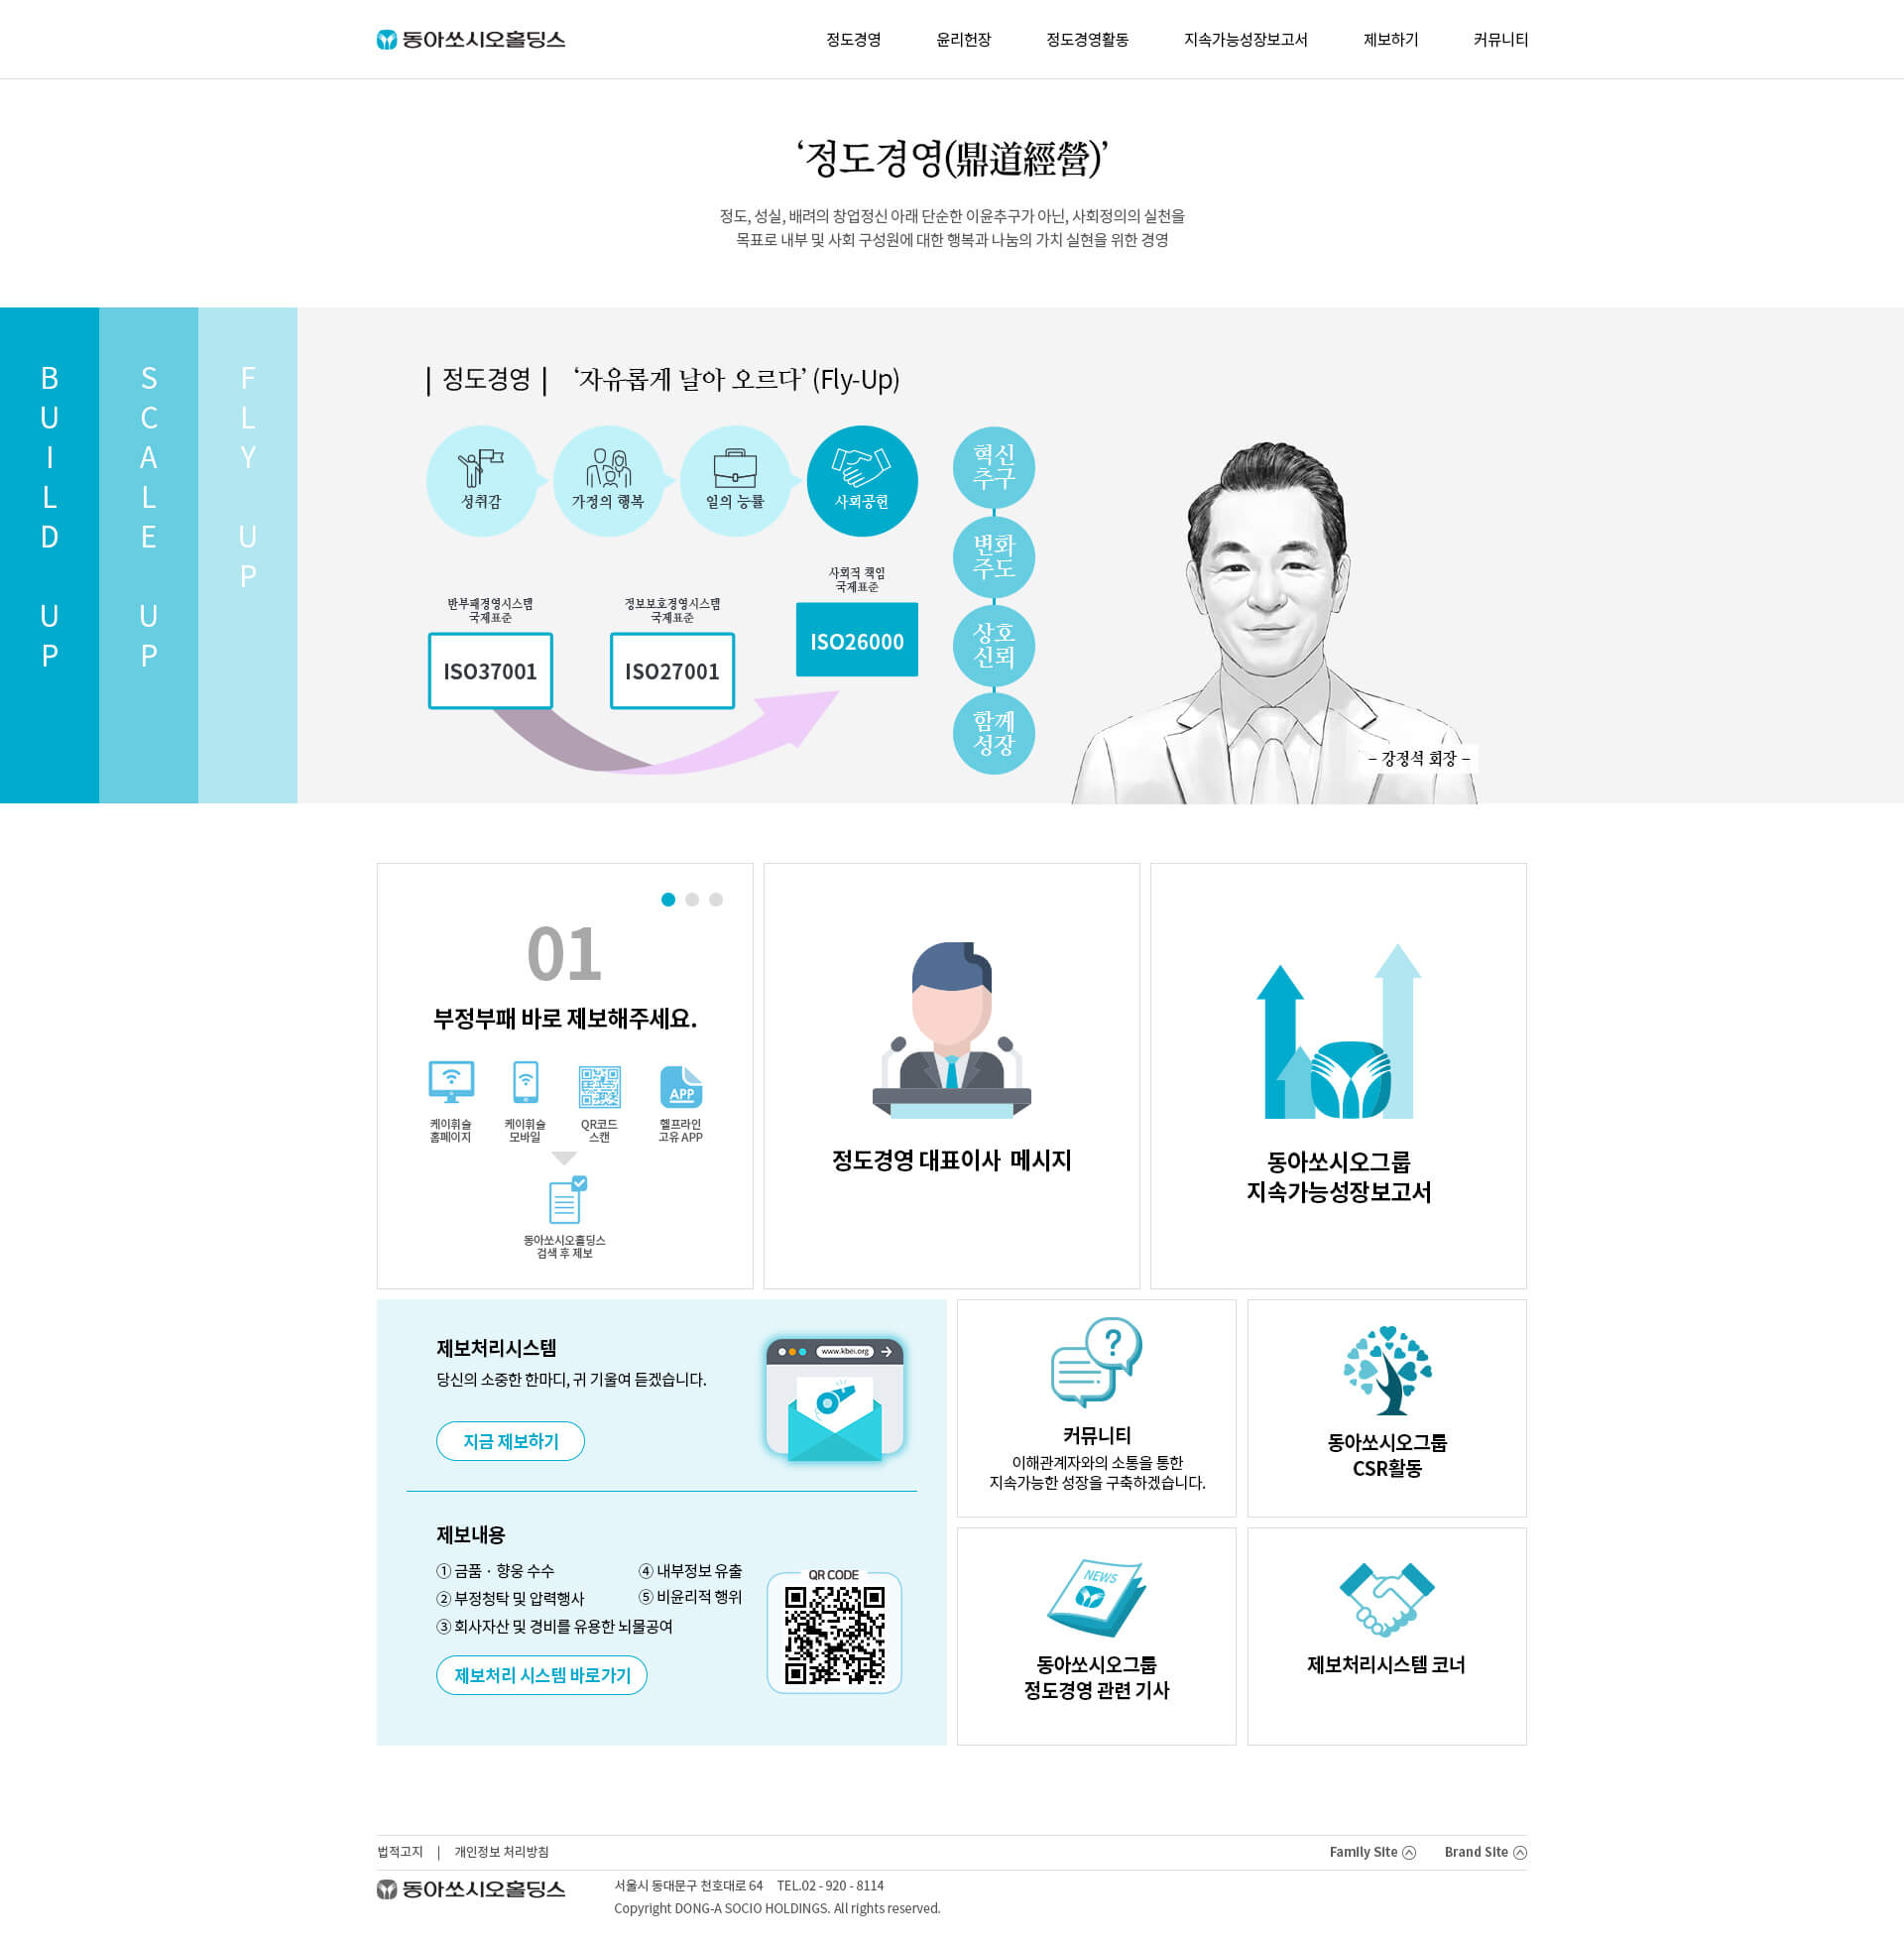 동아쏘시오홀딩스
정도경영
윤리헌장
정도경영활동
지속가능성장보고서
제보하기
커뮤니티
‘정도경영(鼎道經營)’
정도, 성실, 배려의 창업정신 아래 단순한 이윤추구가 아닌, 사회정의의 실천을
목표로 내부 및 사회 구성원에 대한 행복과 나눔의 가치 실현을 위한 경영
BUILD UP
SCALE UP
FLY UP
| 정도경영 | ‘자유롭게 날아 오르다’ (Fly-Up)
성취감
가정의 행복
일의 능률
사회공헌
반부패경영시스템
국제표준
ISO37001
정보보호경영시스템
국제표준
ISO27001
사회적 책임
국제표준
ISO26000
혁신
추구
변화
주도
상호
신뢰
함께
성장
– 강정석 회장 –
01
부정부패 바로 제보해주세요.
케이휘슬
홈페이지
케이휘슬
모바일
QR코드
스캔
APP
헬프라인
고유 APP
동아쏘시오홀딩스
검색 후 제보
정도경영 대표이사 메시지
동아쏘시오그룹
지속가능성장보고서
제보처리시스템
당신의 소중한 한마디, 귀 기울여 듣겠습니다.
지금 제보하기
www.kbei.org
제보내용
① 금품 · 향응 수수
② 부정청탁 및 압력행사
③ 회사자산 및 경비를 유용한 뇌물공여
④ 내부정보 유출
⑤ 비윤리적 행위
제보처리 시스템 바로가기
QR CODE
?
커뮤니티
이해관계자와의 소통을 통한
지속가능한 성장을 구축하겠습니다.
동아쏘시오그룹
CSR활동
NEWS
동아쏘시오그룹
정도경영 관련 기사
제보처리시스템 코너
법적고지 | 개인정보 처리방침
Family Site
Brand Site
동아쏘시오홀딩스
서울시 동대문구 천호대로 64 TEL.02 - 920 - 8114
Copyright DONG-A SOCIO HOLDINGS. All rights reserved.